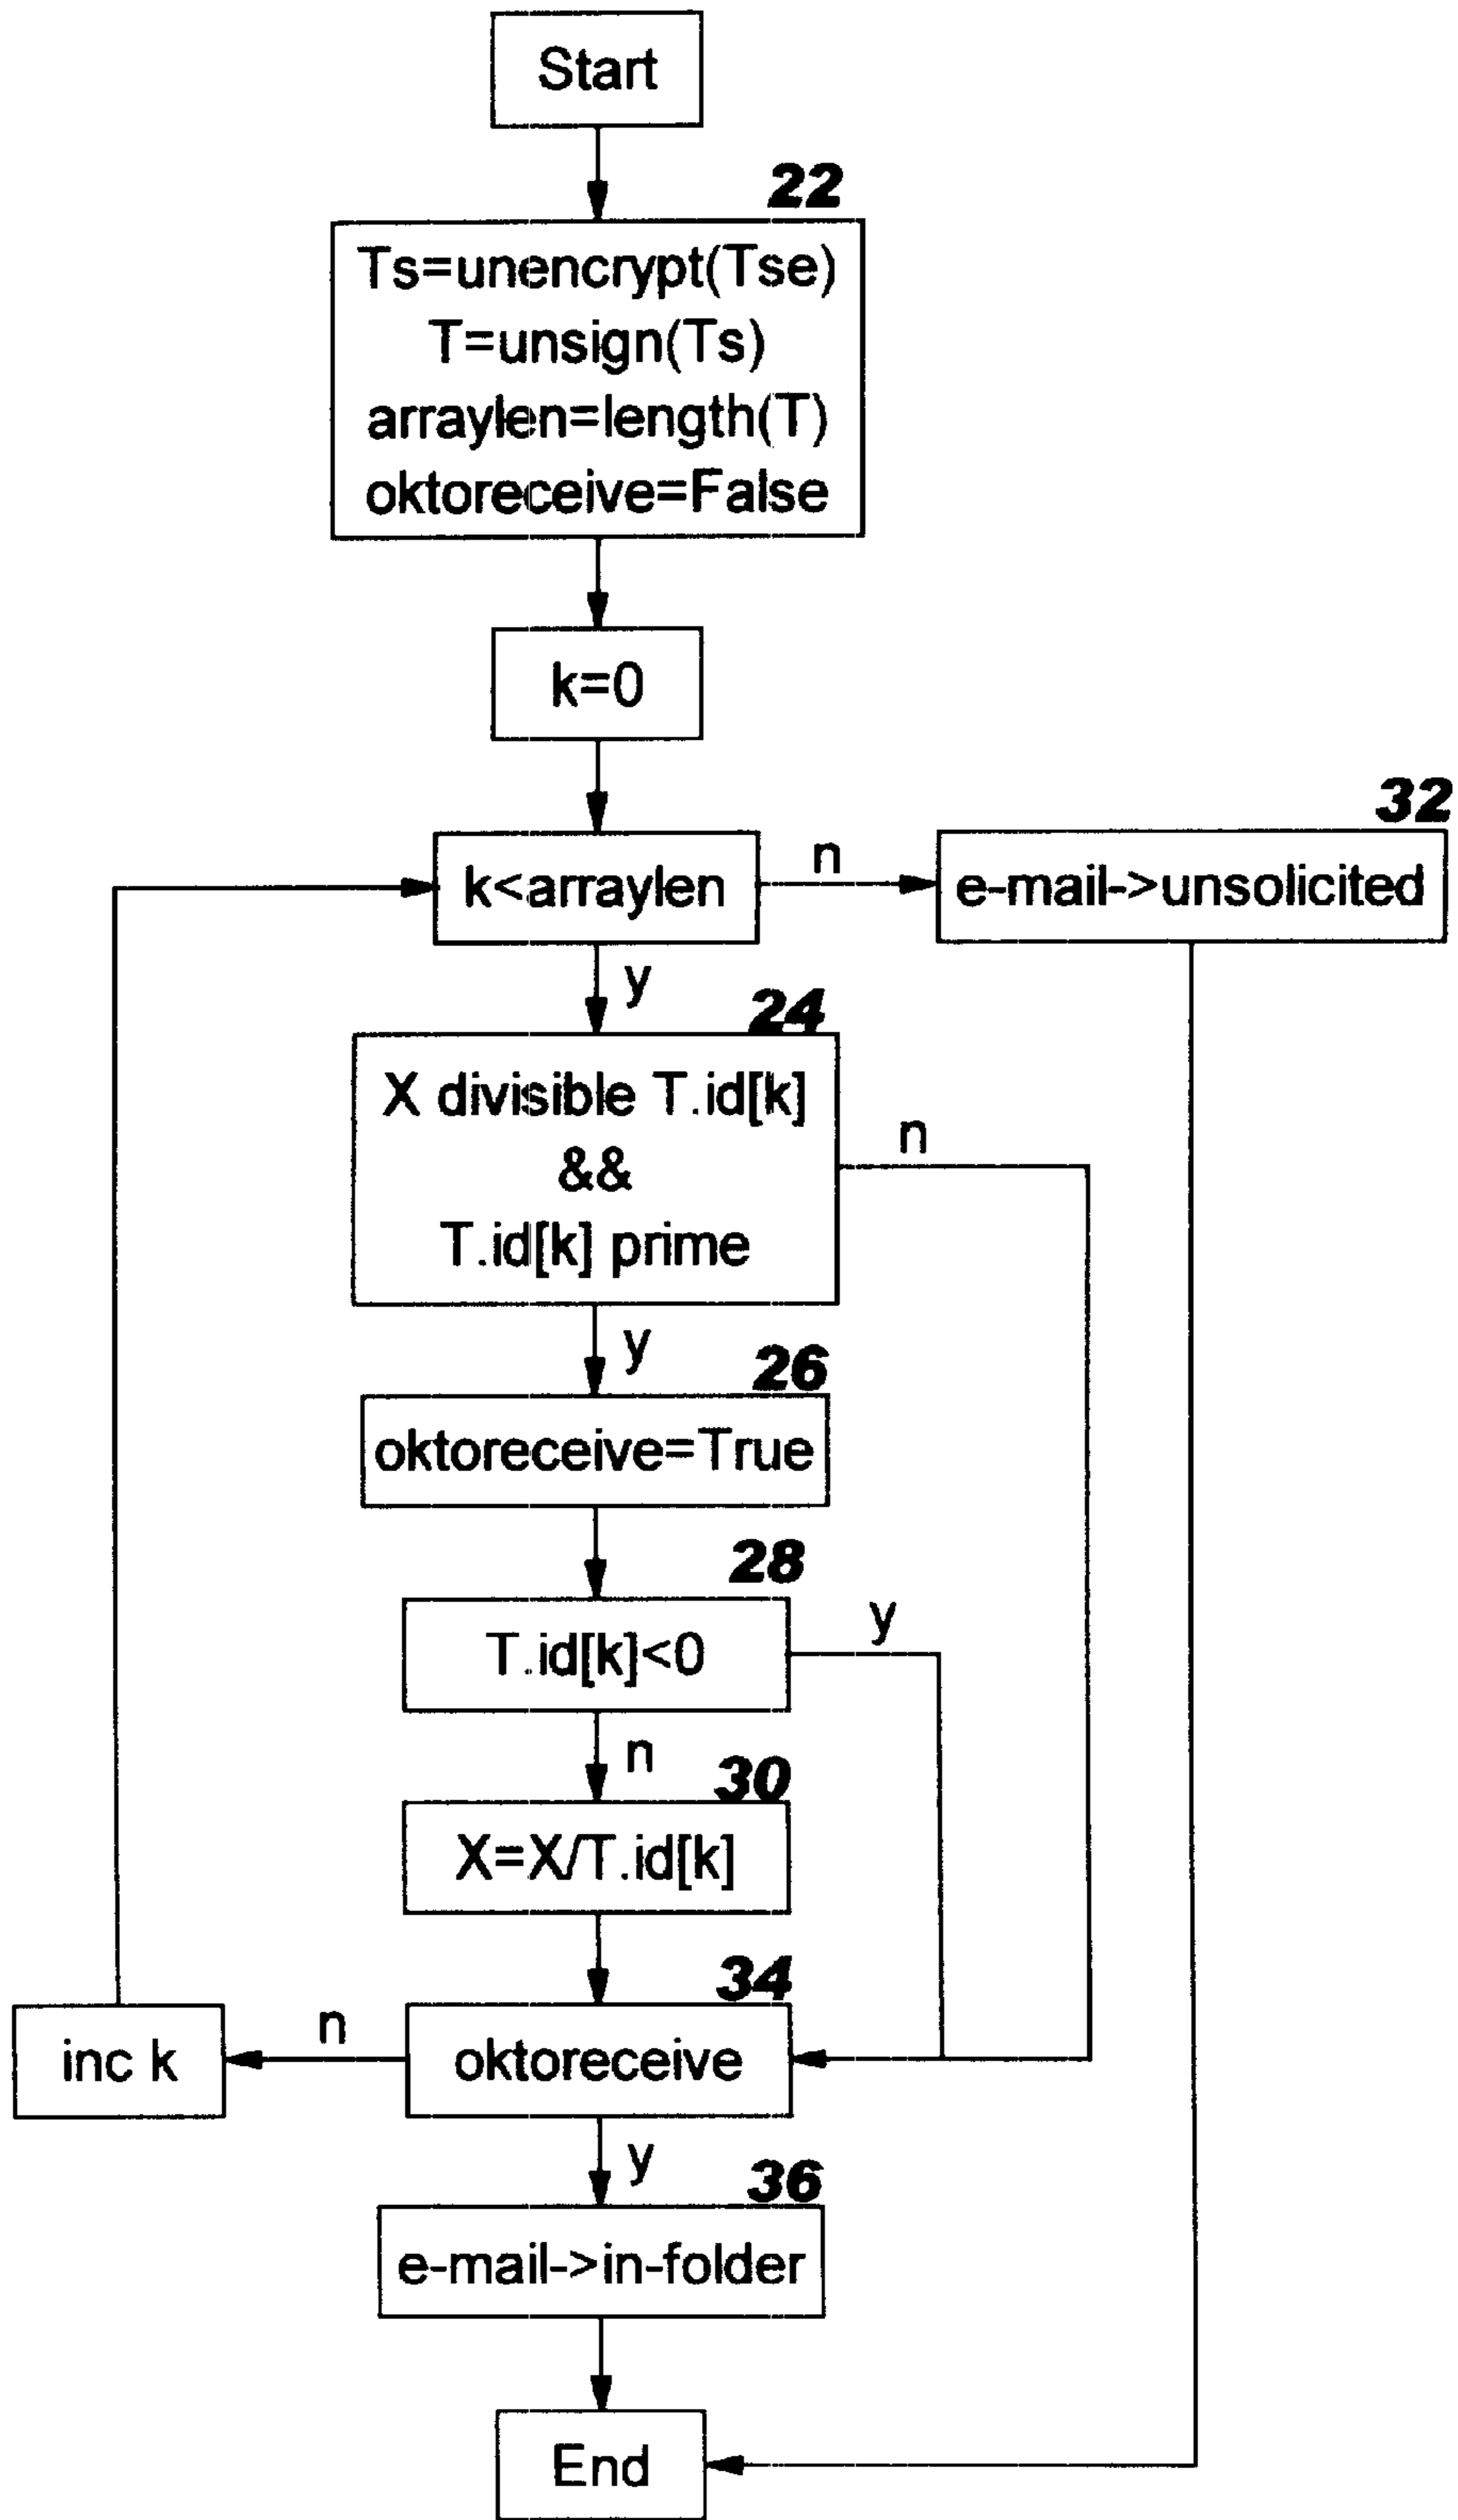 Start
22
Ts=unencrypt(Tse)
T=unsign(Ts)
arraylen=length(T)
oktoreceive=False
k=0
32
k<arraylen
n
e-mail->unsolicited
y
24
X divisible T.id[k]
&&
T.id[k] prime
n
y
26
oktoreceive=True
28
T.id[k]<0
y
n
30
X=X/T.id[k]
34
inc k
n
oktoreceive
y
36
e-mail->in-folder
End